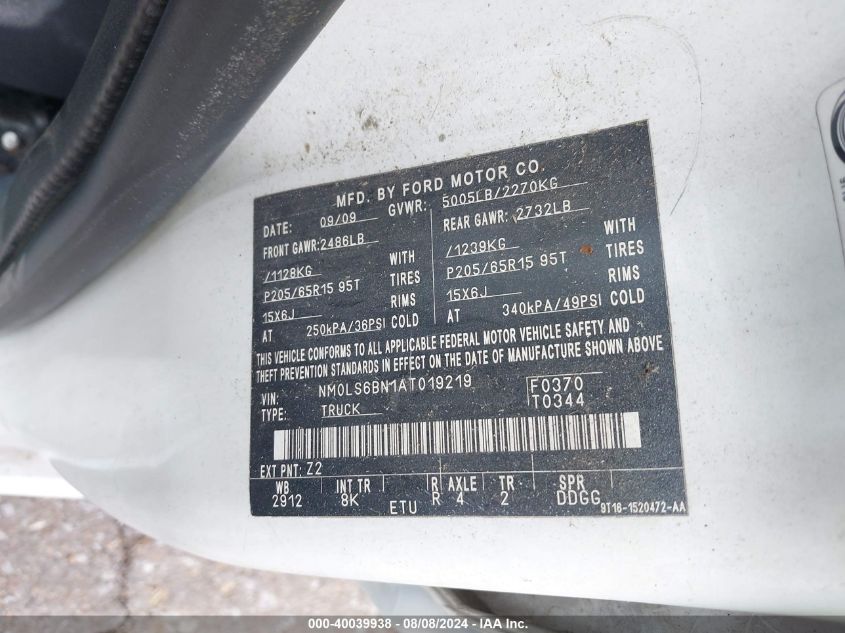 MFD. BY FORD MOTOR CO.
DATE: 09/09 GVWR: 5005LB/2270KG
FRONT GAWR: 2486LB REAR GAWR: 2732LB
/1128KG WITH /1239KG WITH
P205/65R15 95T TIRES P205/65R15 95T TIRES
15X6J RIMS 15X6J RIMS
AT 250kPA/36PSI COLD AT 340kPA/49PSI COLD
THIS VEHICLE CONFORMS TO ALL APPLICABLE FEDERAL MOTOR VEHICLE SAFETY AND
THEFT PREVENTION STANDARDS IN EFFECT ON THE DATE OF MANUFACTURE SHOWN ABOVE
VIN: NM0LS6BN1AT019219 F0370
TYPE: TRUCK T0344
EXT PNT: Z2
WB INT TR R AXLE TR SPR
2912 8K ETU R 4 2 DDGG
9T16-1520472-AA
000-40039938 - 08/08/2024 - IAA Inc.